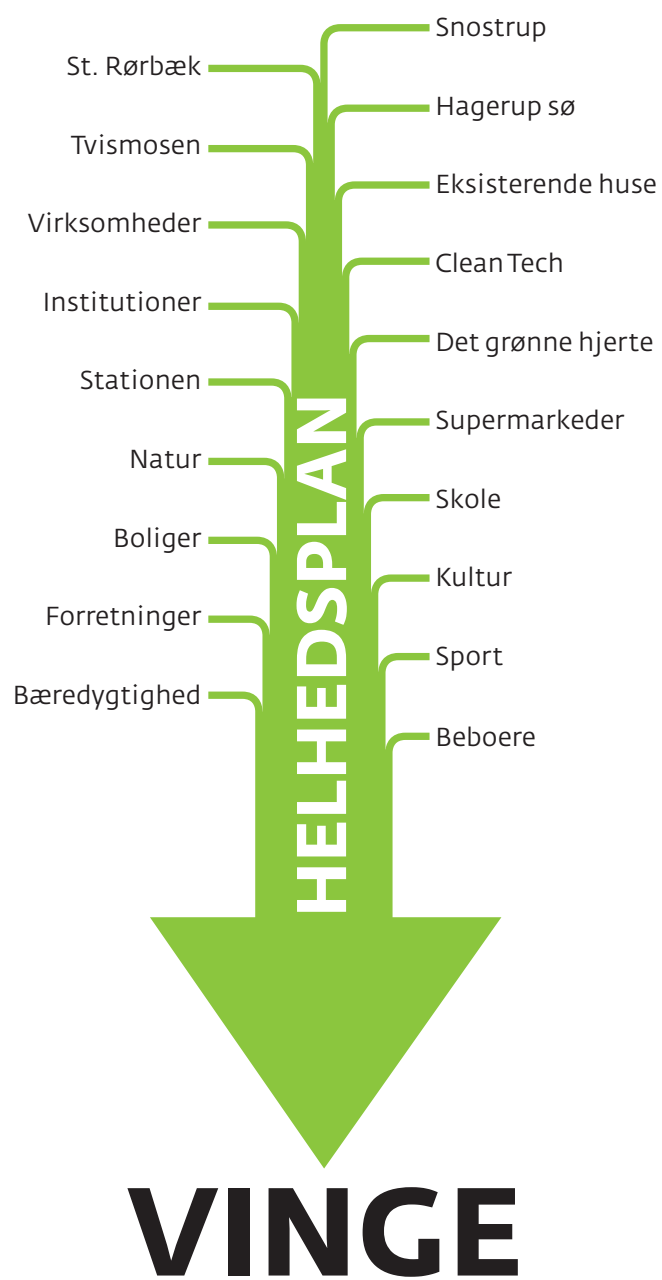 Snostrup
St. Rørbæk
Hagerup sø
Tvismosen
Eksisterende huse
Virksomheder
Clean Tech
Institutioner
Det grønne hjerte
Stationen
Supermarkeder
Natur
Skole
Boliger
Kultur
Forretninger
Sport
Bæredygtighed
Beboere
HELHEDSPLAN
VINGE